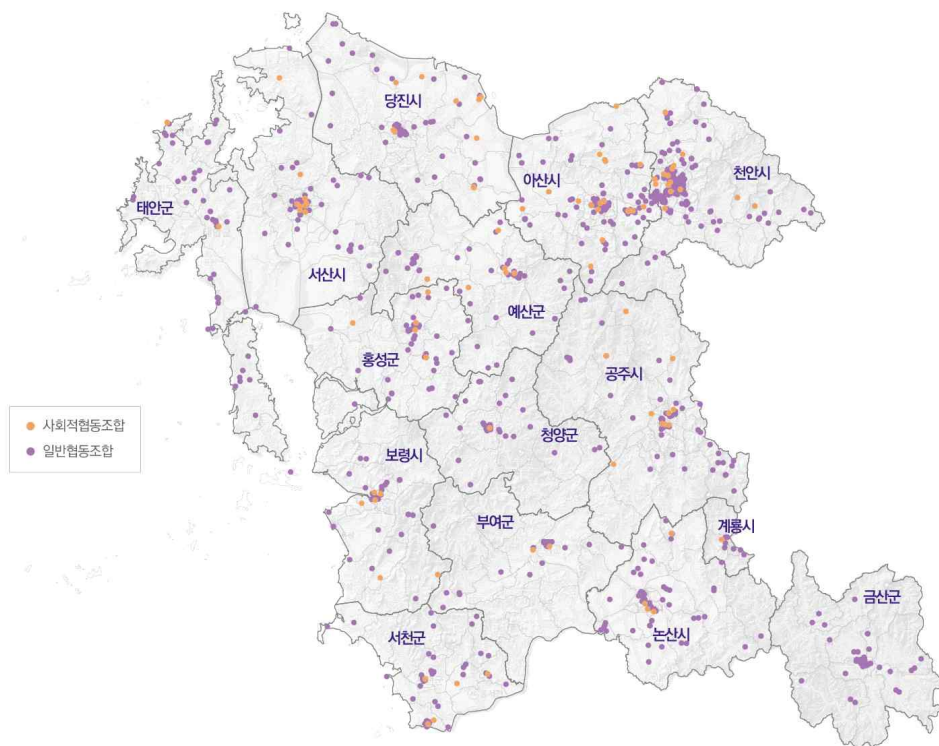 당진시
아산시
천안시
태안군
서산시
예산군
홍성군
공주시
사회적협동조합
일반협동조합
청양군
보령시
부여군
계룡시
금산군
논산시
서천군